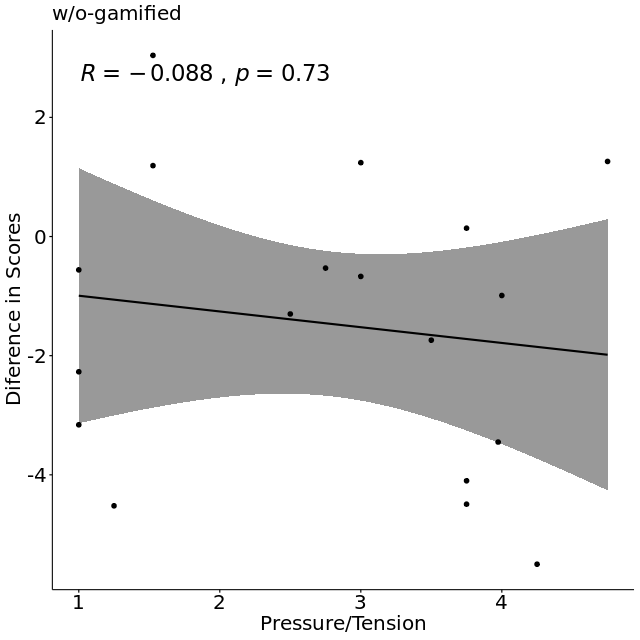 w/o-gamified
R = −0.088 , p = 0.73
2
0
-2
-4
Diference in Scores
1 2 3 4
Pressure/Tension